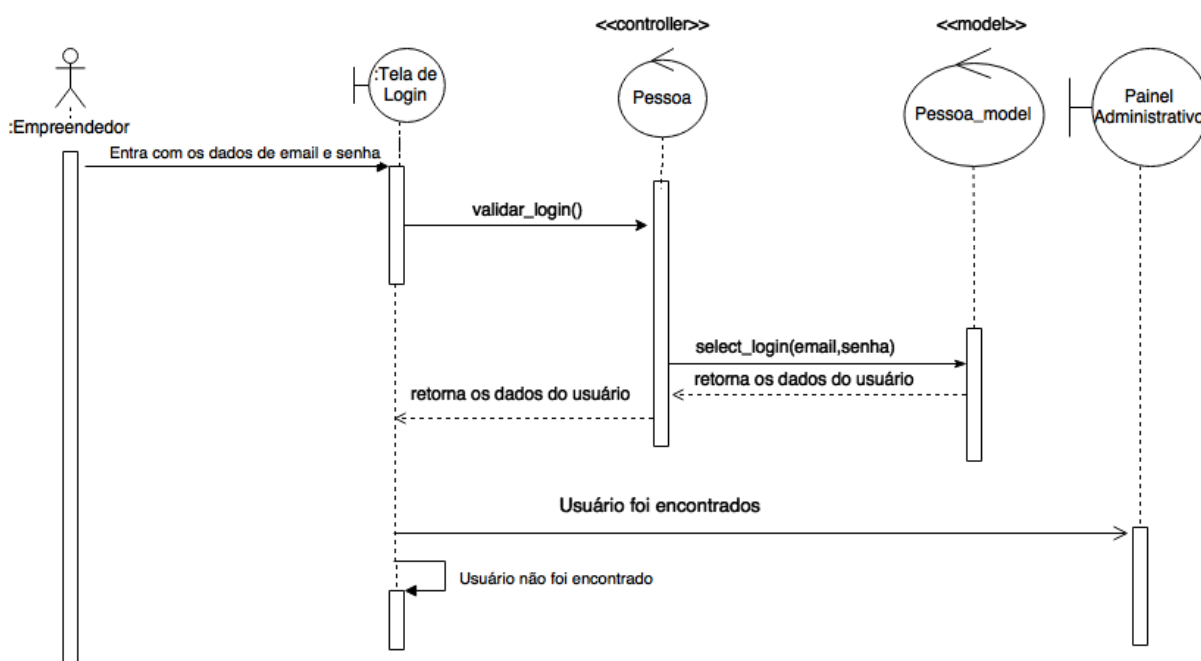 <<controller>>
<<model>>
:Tela de
Login
Pessoa
Pessoa_model
Painel
Administrativo
:Empreendedor
Entra com os dados de email e senha
validar_login()
select_login(email,senha)
retorna os dados do usuário
retorna os dados do usuário
Usuário foi encontrados
Usuário não foi encontrado